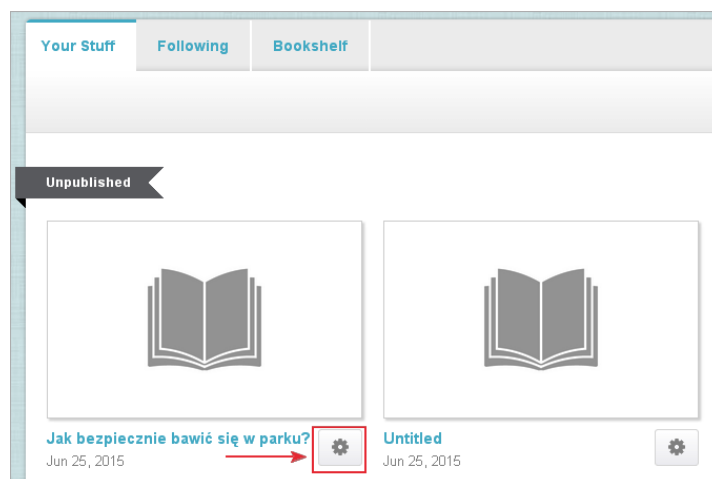 Your Stuff Following Bookshelf
Unpublished
Jak bezpiecznie bawić się w parku? Untitled
Jun 25, 2015 Jun 25, 2015